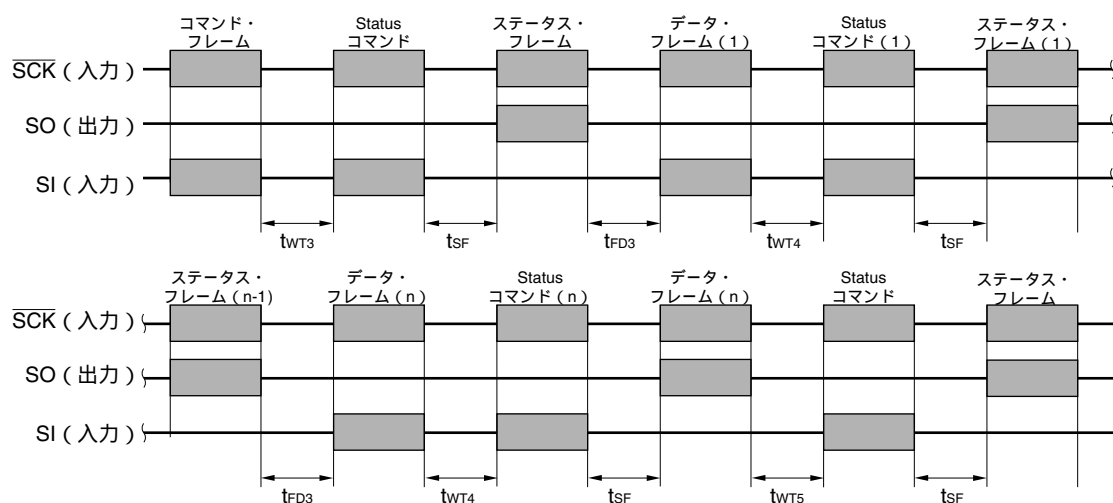 コマンド・
フレーム
Status
コマンド
ステータス・
フレーム
データ・
フレーム(1)
Status
コマンド(1)
ステータス・
フレーム(1)
SCK(入力)
SO(出力)
SI(入力)
tWT3
tSF
tFD3
tWT4
tSF
ステータス・
フレーム(n-1)
データ・
フレーム(n)
Status
コマンド(n)
データ・
フレーム(n)
Status
コマンド
ステータス・
フレーム
SCK(入力)
SO(出力)
SI(入力)
tFD3
tWT4
tSF
tWT5
tSF